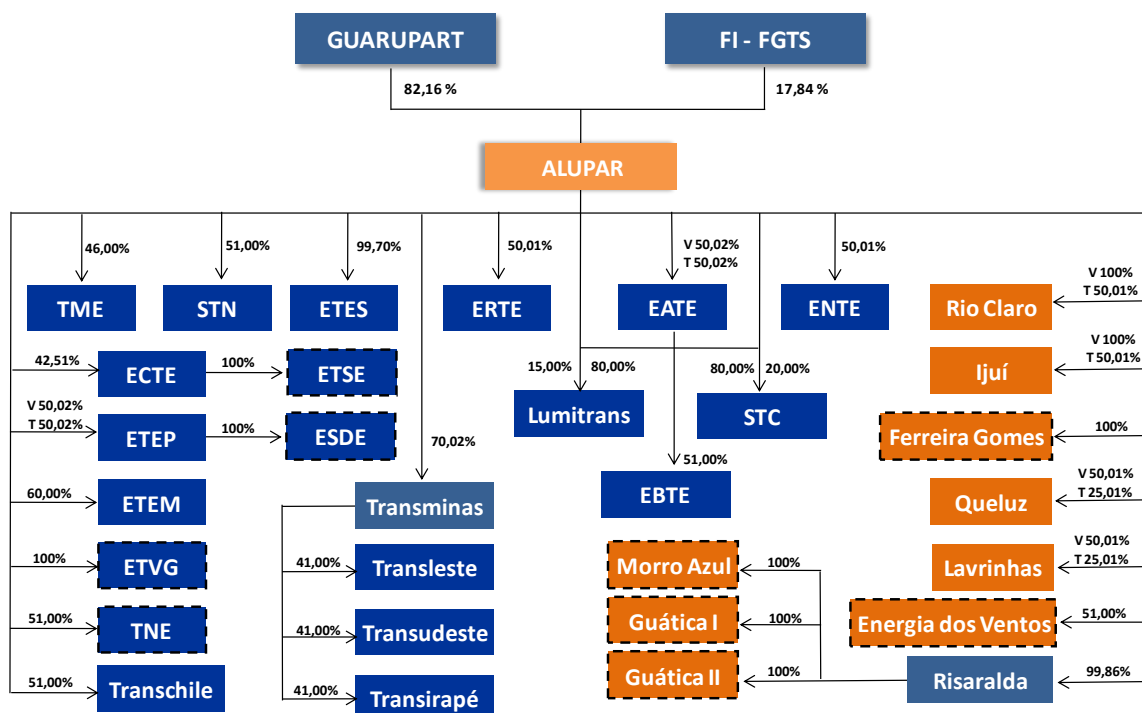 GUARUPART
FI - FGTS
82,16 %
17,84 %
ALUPAR
46,00%
51,00%
99,70%
50,01%
V 50,02%
T 50,02%
50,01%
TME
STN
ETES
ERTE
EATE
ENTE
V 100%
T 50,01%
Rio Claro
42,51%
ECTE
100%
ETSE
15,00%
80,00%
80,00%
20,00%
V 100%
T 50,01%
Ijuí
Lumitrans
STC
V 50,02%
T 50,02%
ETEP
100%
ESDE
70,02%
Ferreira Gomes
100%
51,00%
EBTE
60,00%
ETEM
Transminas
V 50,01%
T 25,01%
Queluz
100%
ETVG
41,00%
Transleste
Morro Azul
100%
V 50,01%
T 25,01%
Lavrinhas
51,00%
TNE
41,00%
Transudeste
Guática I
100%
Energia dos Ventos
51,00%
51,00%
Transchile
41,00%
Transirapé
Guática II
100%
Risaralda
99,86%